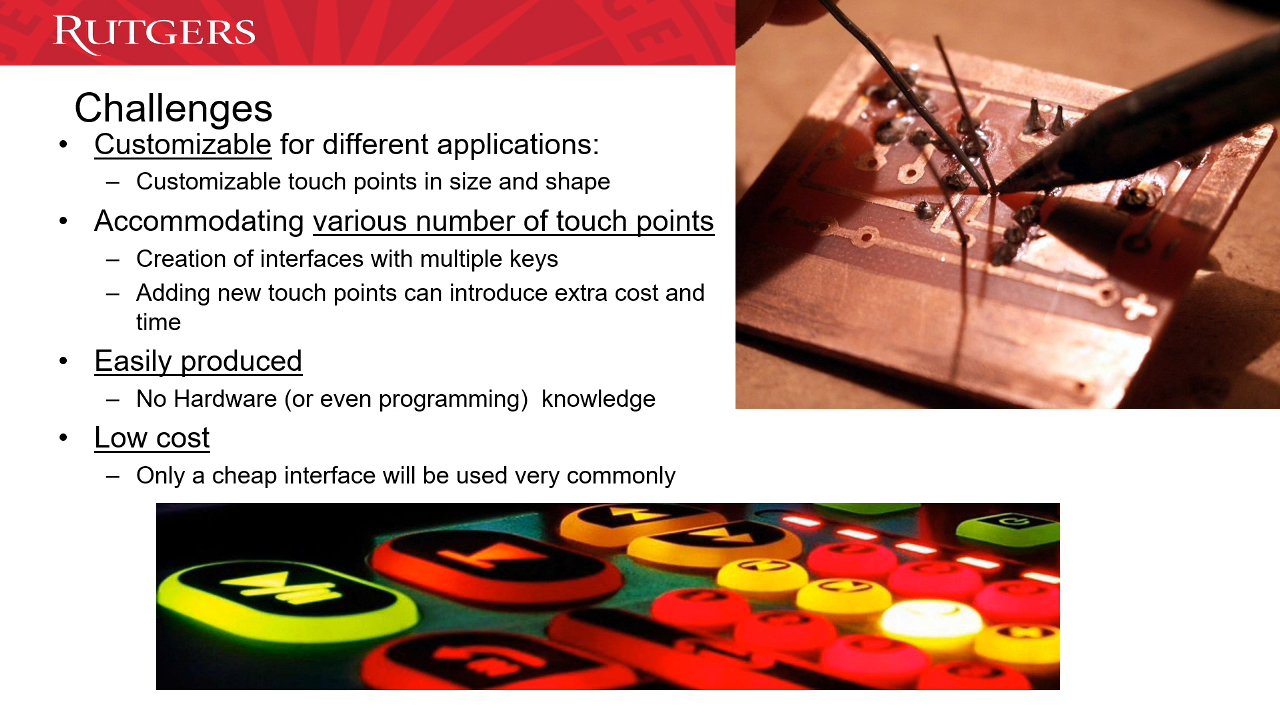 RUTGERS
Challenges
• Customizable for different applications:
– Customizable touch points in size and shape
• Accommodating various number of touch points
– Creation of interfaces with multiple keys
– Adding new touch points can introduce extra cost and
time
• Easily produced
– No Hardware (or even programming)  knowledge
• Low cost
– Only a cheap interface will be used very commonly